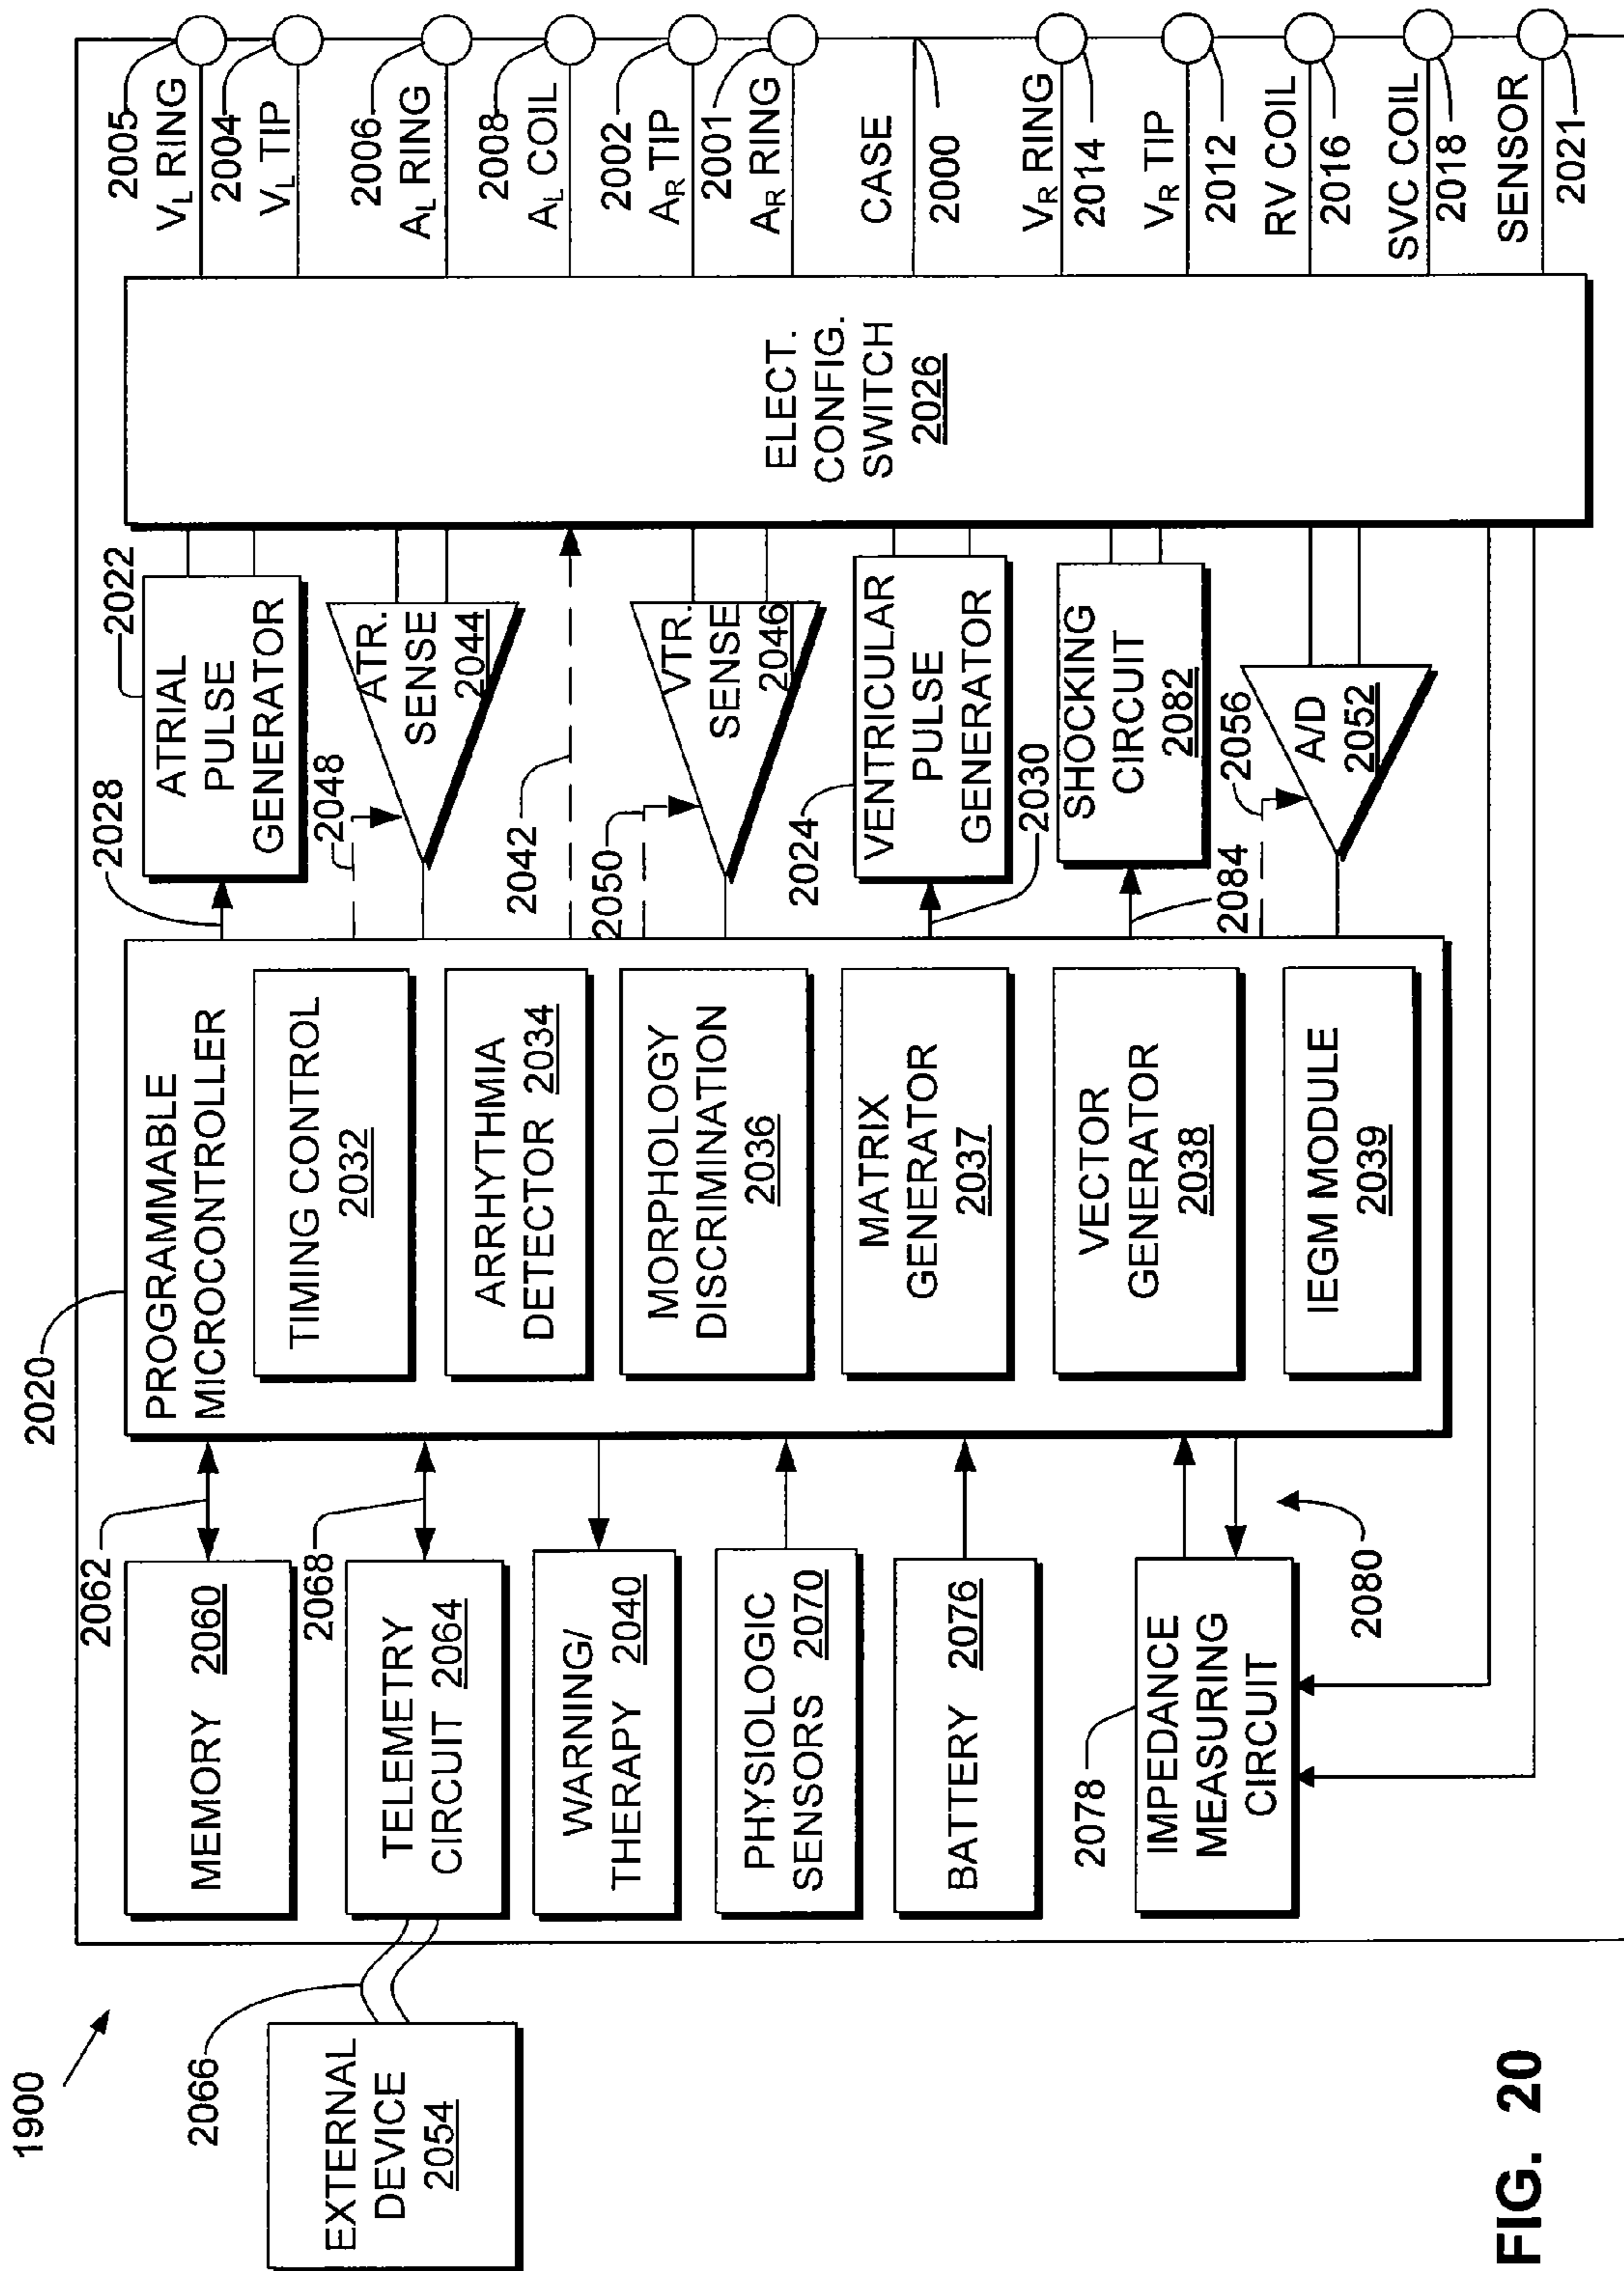 1900
EXTERNAL
DEVICE
2054
2066
2020
2062
MEMORY 2060
2068
TELEMETRY
CIRCUIT 2064
WARNING/
THERAPY 2040
PHYSIOLOGIC
SENSORS 2070
BATTERY 2076
2078
IMPEDANCE
MEASURING
CIRCUIT
2080
PROGRAMMABLE
MICROCONTROLLER
TIMING CONTROL
2032
ARRHYTHMIA
DETECTOR 2034
MORPHOLOGY
DISCRIMINATION
2036
MATRIX
GENERATOR
2037
VECTOR
GENERATOR
2038
IEGM MODULE
2039
2028
2022
ATRIAL
PULSE
GENERATOR
2048
ATR.
SENSE
2044
2042
2050
VTR.
SENSE
2046
2024
VENTRICULAR
PULSE
GENERATOR
2030
SHOCKING
CIRCUIT
2082
2084
2056
A/D
2052
ELECT.
CONFIG.
SWITCH
2026
2005
VL RING
2004
VL TIP
2006
AL RING
2008
AL COIL
2002
AR TIP
2001
AR RING
CASE
2000
VR RING
2014
VR TIP
2012
RV COIL
2016
SVC COIL
2018
SENSOR
2021
FIG. 20